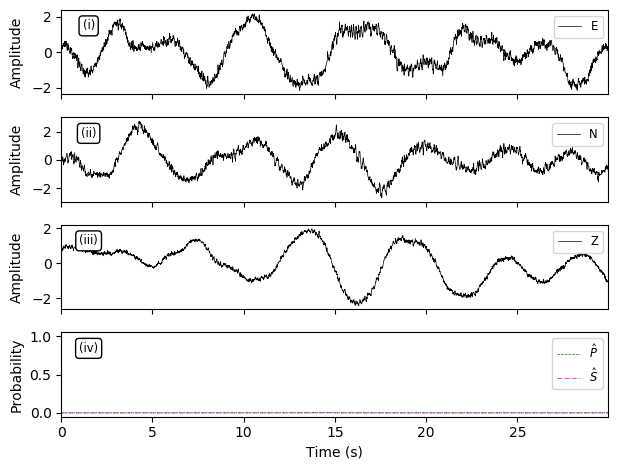 2
0
−2
Amplitude
(i)
E
2
0
−2
Amplitude
(ii)
N
2
0
−2
Amplitude
(iii)
Z
1.0
0.5
0.0
Probability
(iv)
P̂
Ŝ
0 5 10 15 20 25
Time (s)